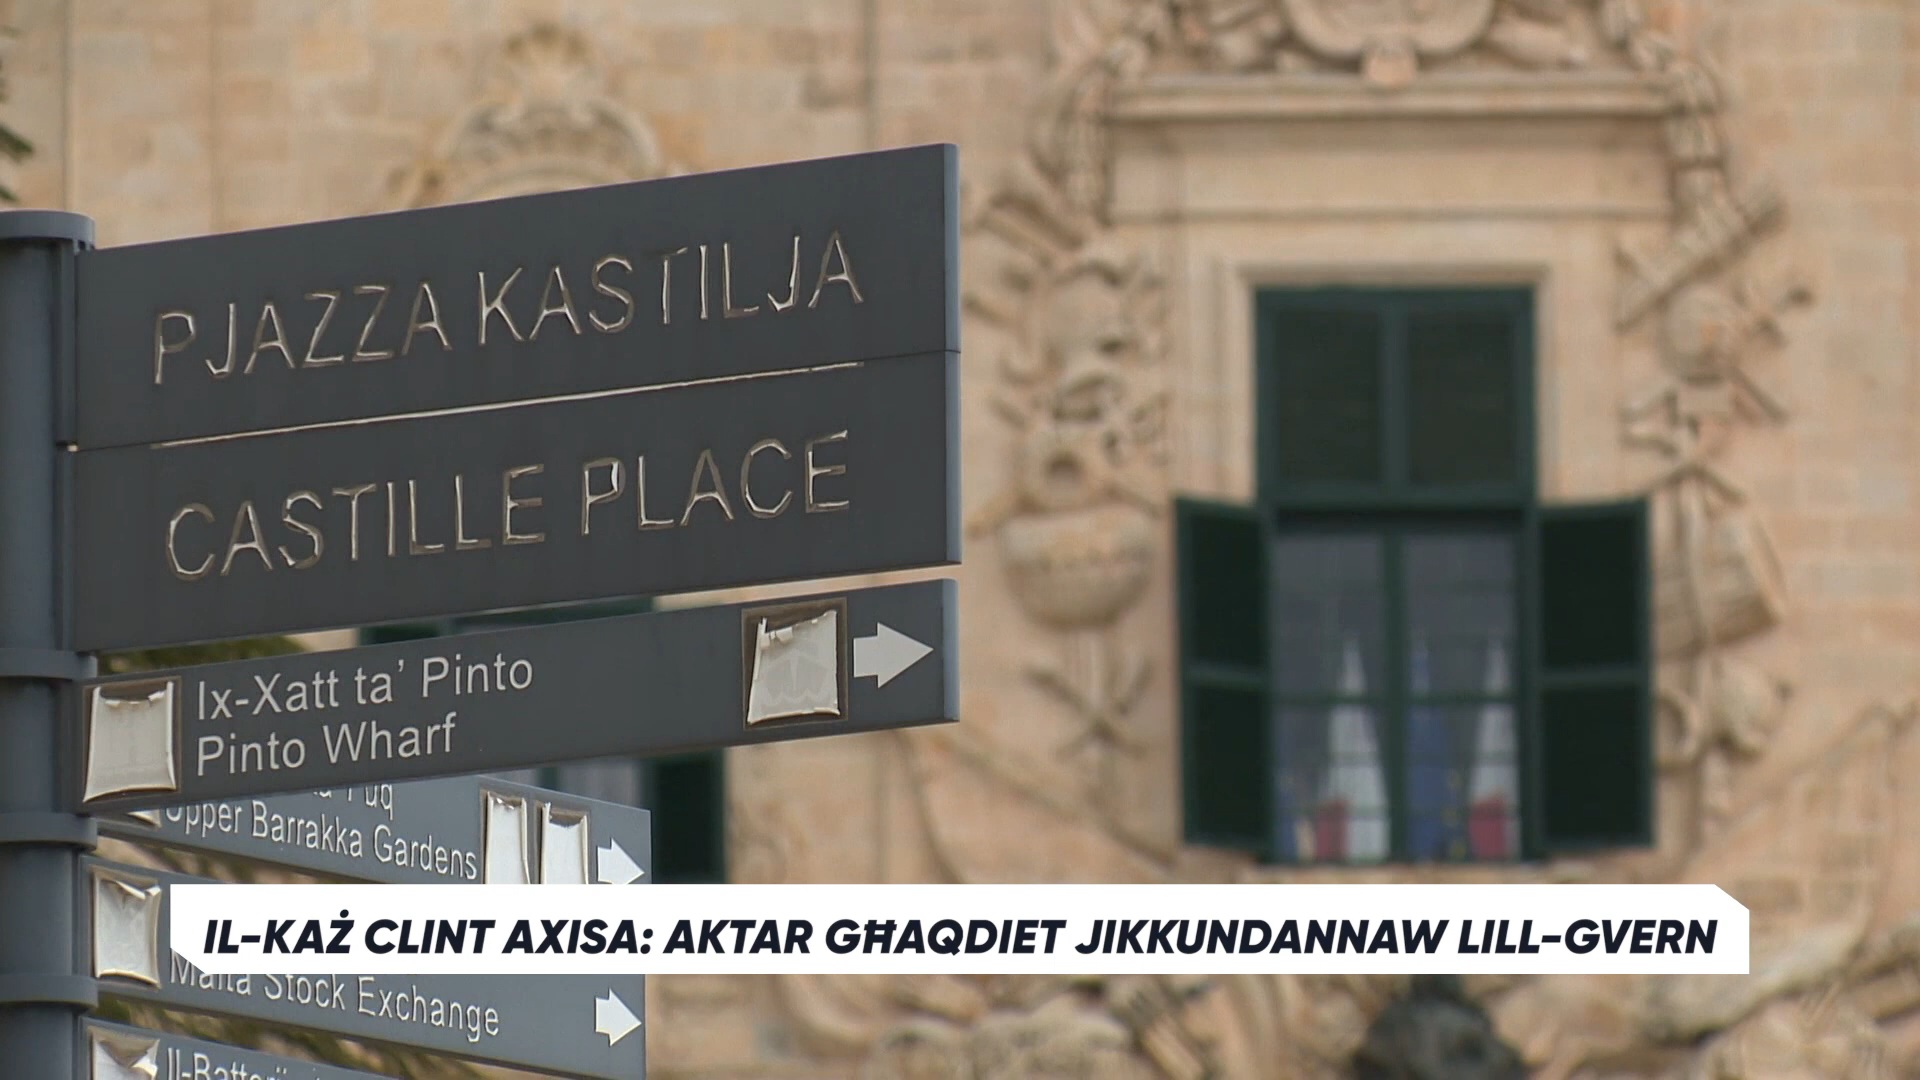 PJAZZA KASTILJA
CASTILLE PLACE
Ix-Xatt ta' Pinto
Pinto Wharf
Upper Barrakka Gardens
IL-KAŻ CLINT AXISA: AKTAR GĦAQDIET JIKKUNDANNAW LILL-GVERN
Malta Stock Exchange